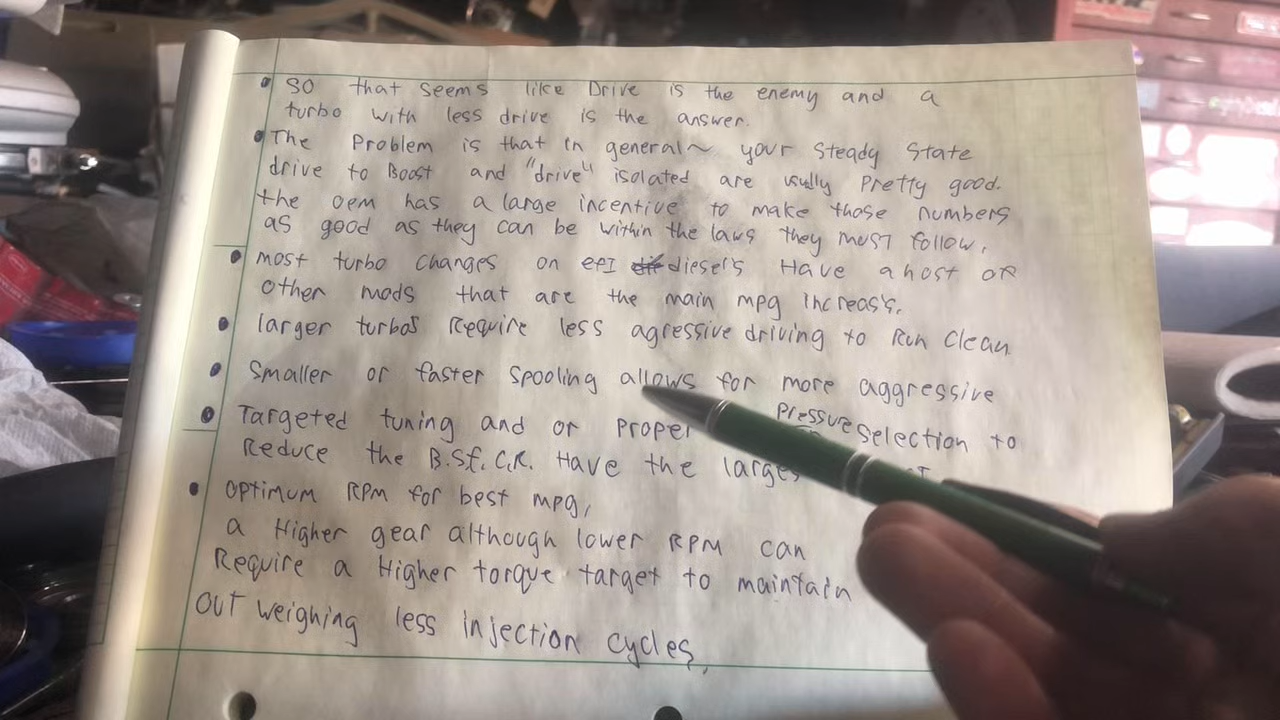 So that seems like Drive is the enemy and a
turbo with less drive is the answer.
The Problem is that in general~ your Steady State
drive to Boost and "drive" isolated are usully Pretty good.
the oem has a large incentive to make those numbers
as good as they can be within the laws they must follow.
most turbo changes on efI diesel's Have a host of
other mods that are the main mpg increas's.
larger turbos Require less agressive driving to Run Clean
Smaller or faster Spooling allows for more aggressive
Targeted tuning and or Proper Pressure Selection to
Reduce the B.Sf.C.R. Have the larges
optimum RPM for best mpg,
a Higher gear although lower RPM can
Require a Higher torque target to maintain
out weighing less injection cycles,